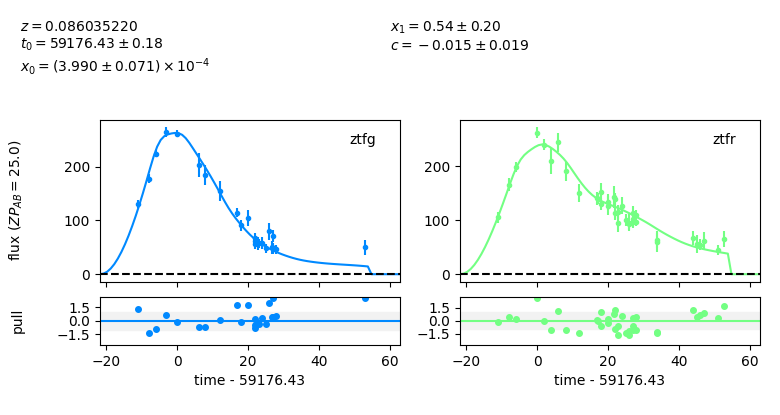 z = 0.086035220
t₀ = 59176.43 ± 0.18
x₀ = (3.990 ± 0.071) × 10⁻⁴
x₁ = 0.54 ± 0.20
c = −0.015 ± 0.019
flux (ZP_AB = 25.0)
ztfg
200
100
0
ztfr
200
100
0
pull
1.5
0.0
−1.5
−20 0 20 40 60
time - 59176.43
1.5
0.0
−1.5
−20 0 20 40 60
time - 59176.43